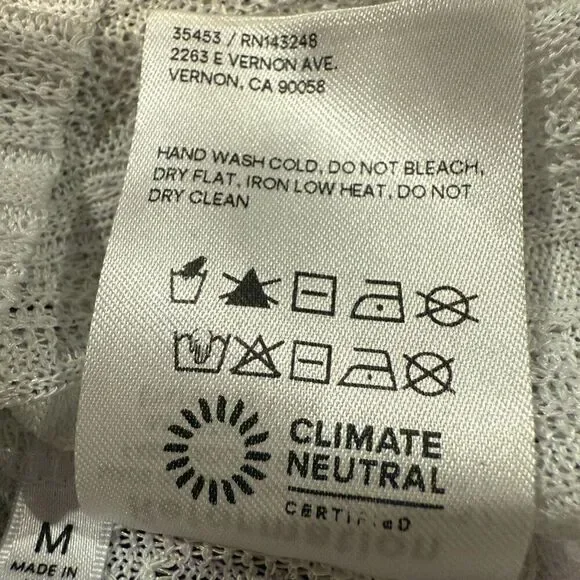 35453 / RN143248
2263 E VERNON AVE.
VERNON, CA 90058
HAND WASH COLD, DO NOT BLEACH,
DRY FLAT, IRON LOW HEAT, DO NOT
DRY CLEAN
CLIMATE
NEUTRAL
CERTIFIED
M
MADE IN